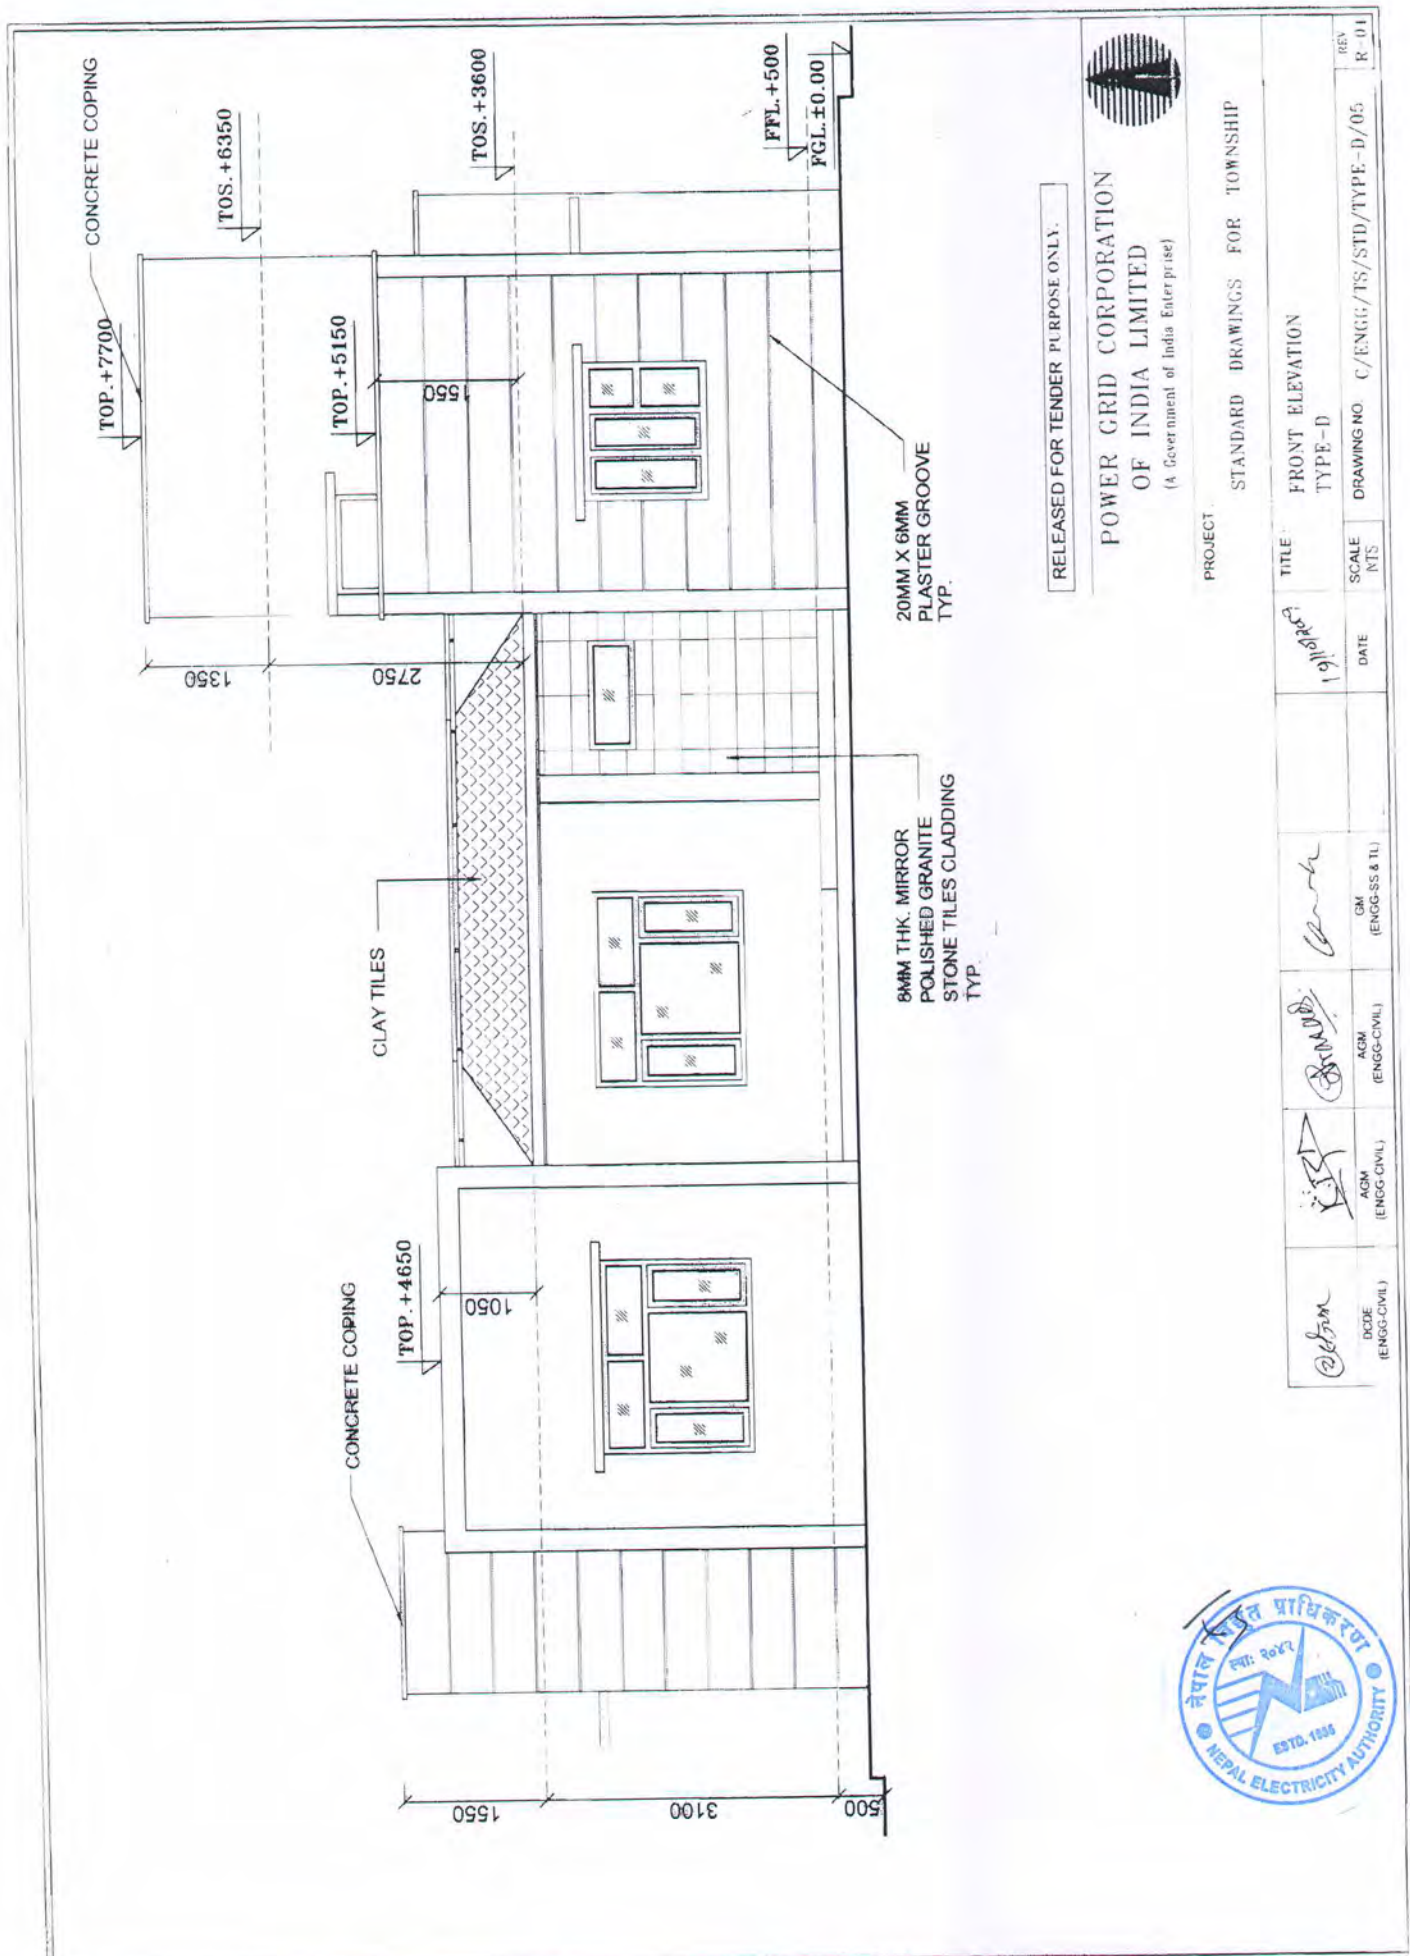 CONCRETE COPING
TOP.+7700
TOS.+6350
1350
2750
TOP.+5150
1550
TOS.+3600
FFL.+500
FGL.±0.00
CLAY TILES
CONCRETE COPING
TOP.+4650
1050
1550
3100
500
20MM X 6MM
PLASTER GROOVE
TYP.
8MM THK. MIRROR
POLISHED GRANITE
STONE TILES CLADDING
TYP.
RELEASED FOR TENDER PURPOSE ONLY.
POWER GRID CORPORATION
OF INDIA LIMITED
(A Government of India Enterprise)
PROJECT
STANDARD DRAWINGS FOR TOWNSHIP
TITLE
FRONT ELEVATION
TYPE-D
DCDE
(ENGG-CIVIL)
AGM
(ENGG-CIVIL)
AGM
(ENGG-CIVIL)
GM
(ENGG-SS & TL)
DATE
SCALE
NTS
DRAWING NO. C/ENGG/TS/STD/TYPE-D/05
REV
R-01
नेपाल विद्युत प्राधिकरण
स्था: २०४२
ESTD. 1985
NEPAL ELECTRICITY AUTHORITY